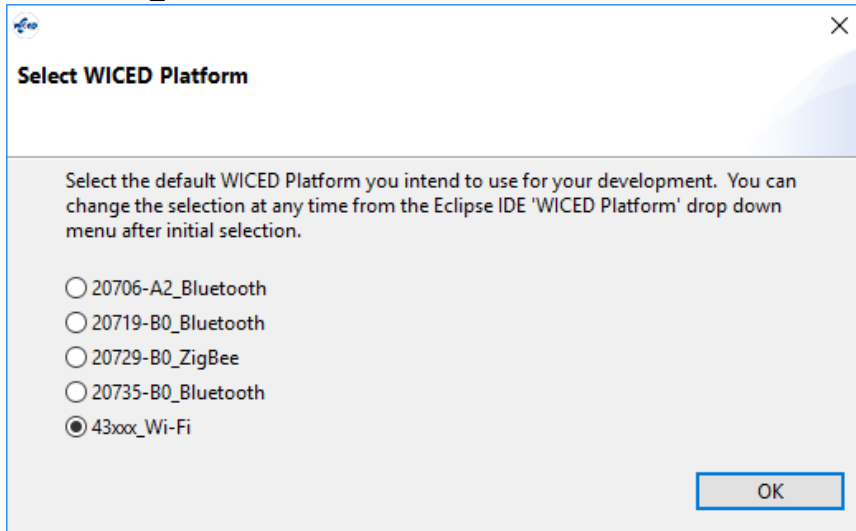 Select WICED Platform
Select the default WICED Platform you intend to use for your development.  You can
change the selection at any time from the Eclipse IDE 'WICED Platform' drop down
menu after initial selection.
20706-A2_Bluetooth
20719-B0_Bluetooth
20729-B0_ZigBee
20735-B0_Bluetooth
43xxx_Wi-Fi
OK